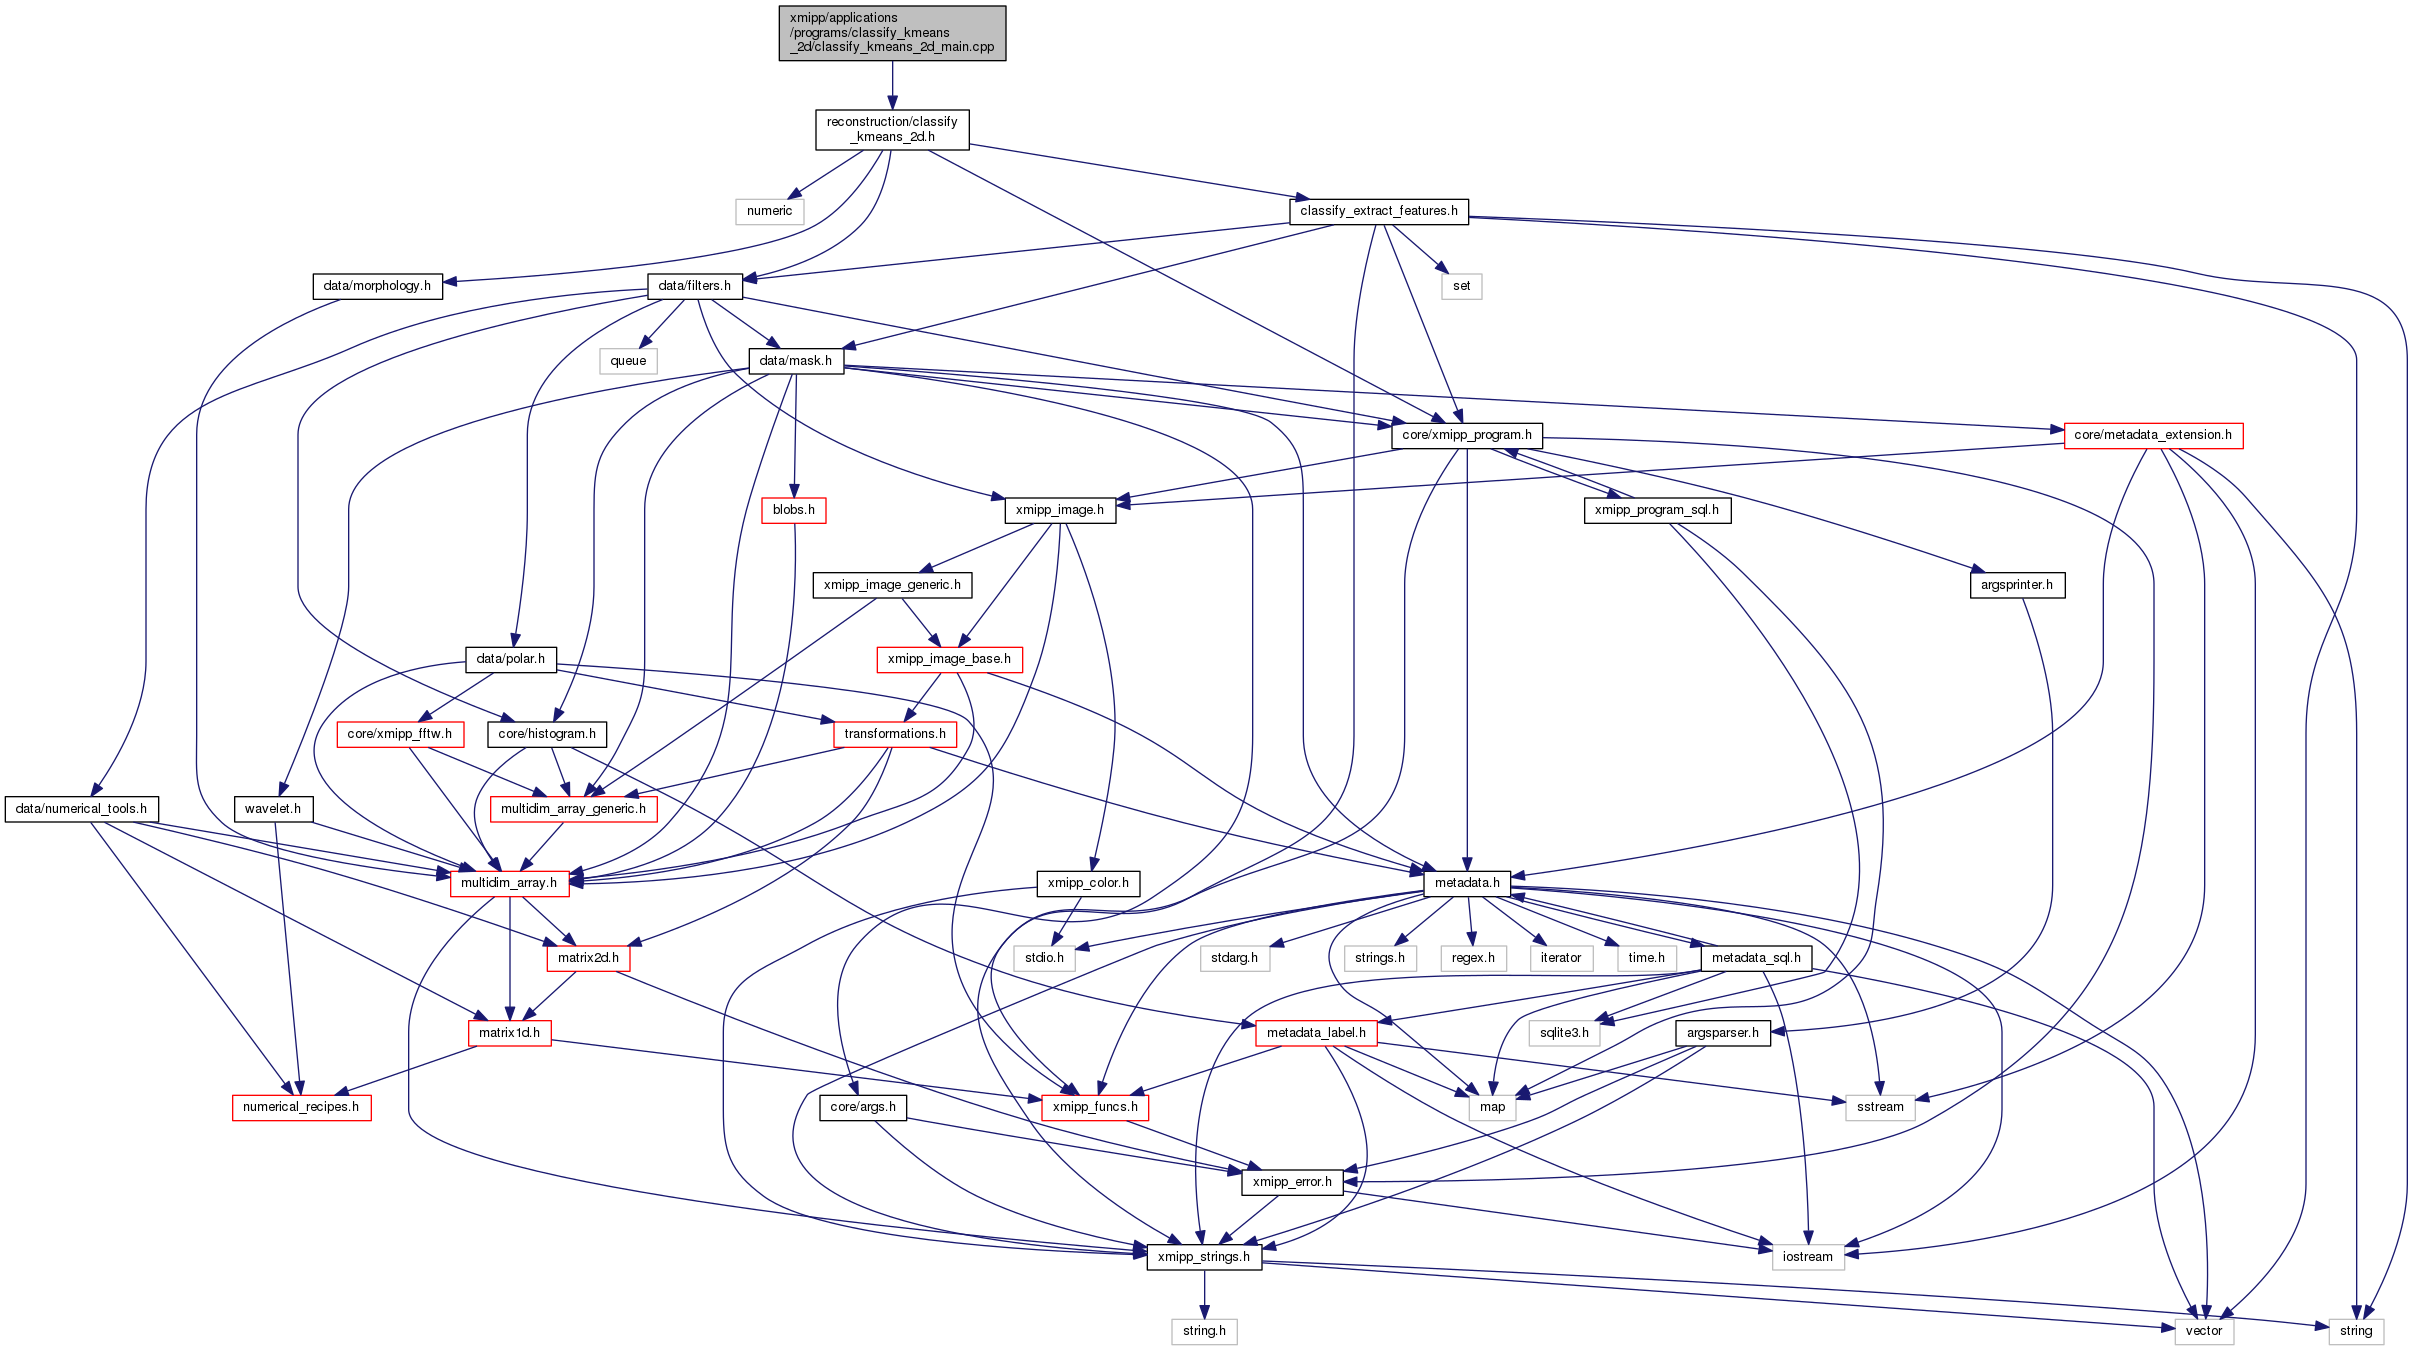 xmipp/applications
/programs/classify_kmeans
_2d/classify_kmeans_2d_main.cpp
reconstruction/classify
_kmeans_2d.h
numeric
classify_extract_features.h
data/morphology.h
data/filters.h
set
queue
data/mask.h
core/xmipp_program.h
core/metadata_extension.h
blobs.h
xmipp_image.h
xmipp_program_sql.h
xmipp_image_generic.h
argsprinter.h
data/polar.h
xmipp_image_base.h
core/xmipp_fftw.h
core/histogram.h
transformations.h
data/numerical_tools.h
wavelet.h
multidim_array_generic.h
multidim_array.h
xmipp_color.h
metadata.h
matrix2d.h
stdio.h
stdarg.h
strings.h
regex.h
iterator
time.h
metadata_sql.h
matrix1d.h
metadata_label.h
sqlite3.h
argsparser.h
numerical_recipes.h
core/args.h
xmipp_funcs.h
map
sstream
xmipp_error.h
xmipp_strings.h
iostream
string.h
vector
string